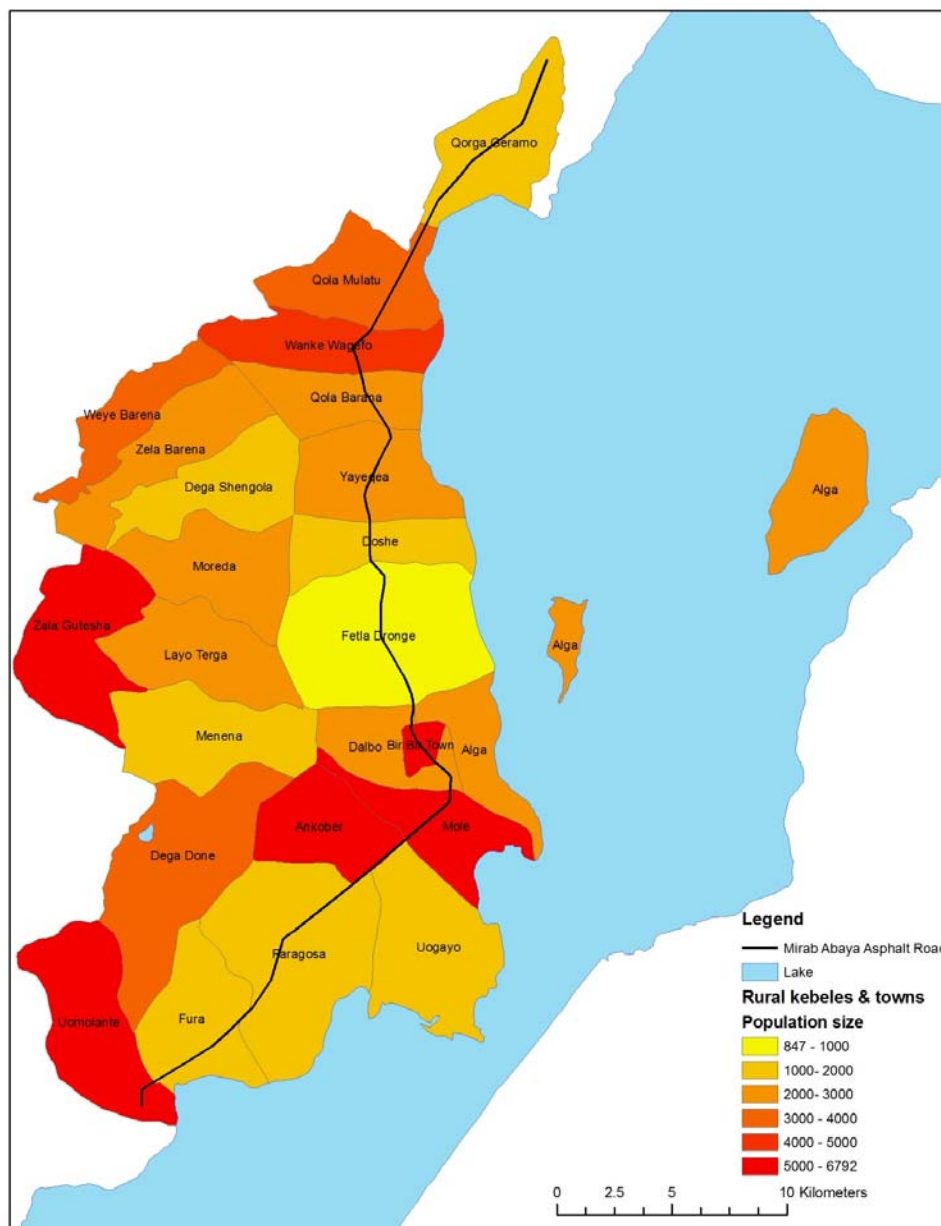 Qorga Geramo
Qola Mulatu
Wanke Wagefo
Qola Barana
Weye Barena
Zela Barena
Yayeqea
Dega Shengola
Alga
Doshe
Moreda
Zala Gutesha
Fetla Dronge
Alga
Layo Terga
Menena
Dalbo
Bir Bir Town
Alga
Ankober
Mole
Dega Done
Uogayo
Faragosa
Fura
Uomolante
Legend
Mirab Abaya Asphalt Road
Lake
Rural kebeles & towns
Population size
847 - 1000
1000- 2000
2000- 3000
3000 - 4000
4000 - 5000
5000 - 6792
0 2.5 5 10 Kilometers